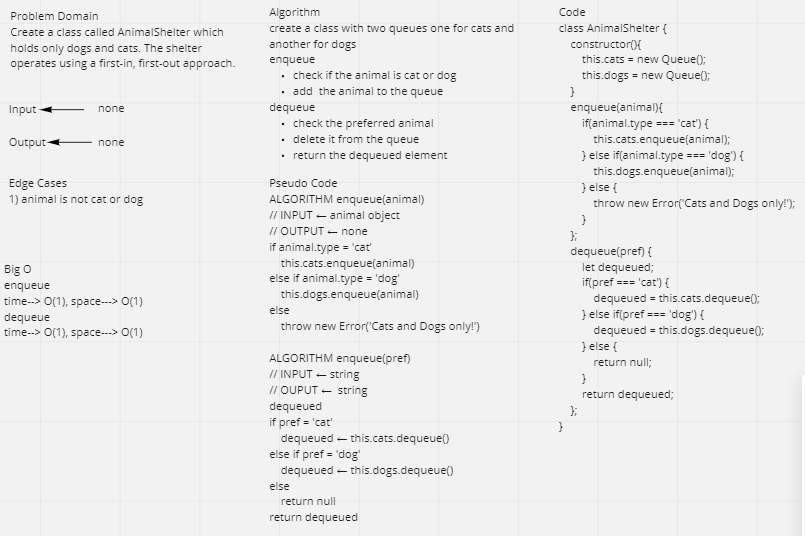 Problem Domain
Create a class called AnimalShelter which
holds only dogs and cats. The shelter
operates using a first-in, first-out approach.
Input none
Output none
Edge Cases
1) animal is not cat or dog
Big O
enqueue
time--> O(1), space---> O(1)
dequeue
time--> O(1), space---> O(1)
Algorithm
create a class with two queues one for cats and
another for dogs
enqueue
• check if the animal is cat or dog
• add the animal to the queue
dequeue
• check the preferred animal
• delete it from the queue
• return the dequeued element
Pseudo Code
ALGORITHM enqueue(animal)
// INPUT ← animal object
// OUTPUT ← none
if animal.type = 'cat'
this.cats.enqueue(animal)
else if animal.type = 'dog'
this.dogs.enqueue(animal)
else
throw new Error('Cats and Dogs only!')
ALGORITHM enqueue(pref)
// INPUT ← string
// OUPUT ← string
dequeued
if pref = 'cat'
dequeued ← this.cats.dequeue()
else if pref = 'dog'
dequeued ← this.dogs.dequeue()
else
return null
return dequeued
Code
class AnimalShelter {
constructor(){
this.cats = new Queue();
this.dogs = new Queue();
}
enqueue(animal){
if(animal.type === 'cat') {
this.cats.enqueue(animal);
} else if(animal.type === 'dog') {
this.dogs.enqueue(animal);
} else {
throw new Error('Cats and Dogs only!');
}
};
dequeue(pref) {
let dequeued;
if(pref === 'cat') {
dequeued = this.cats.dequeue();
} else if(pref === 'dog') {
dequeued = this.dogs.dequeue();
} else {
return null;
}
return dequeued;
};
}